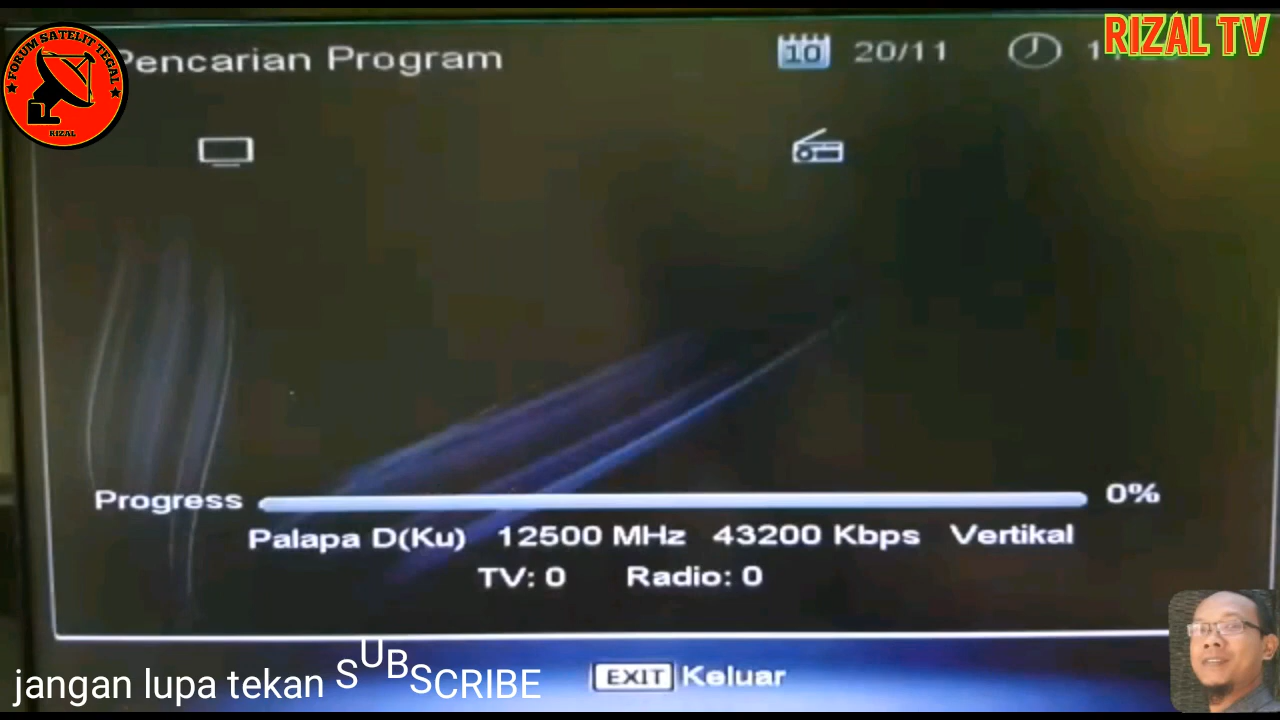 FORUM SATELIT TEGAL
RIZAL
Pencarian Program
10
20/11
RIZAL TV
Progress
0%
Palapa D(Ku) 12500 MHz 43200 Kbps Vertikal
TV: 0 Radio: 0
EXIT Keluar
jangan lupa tekan SUBSCRIBE